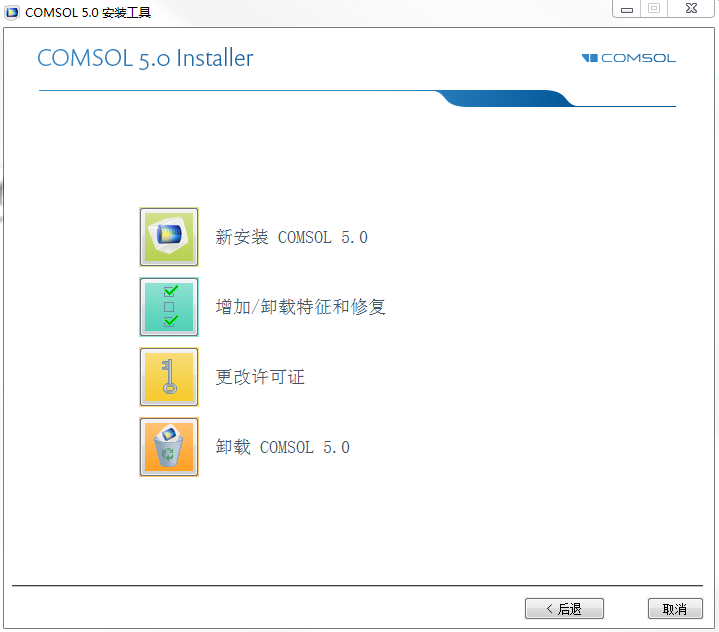 COMSOL 5.0 安装工具
COMSOL 5.0 Installer
COMSOL
新安装 COMSOL 5.0
增加/卸载特征和修复
更改许可证
卸载 COMSOL 5.0
< 后退
取消